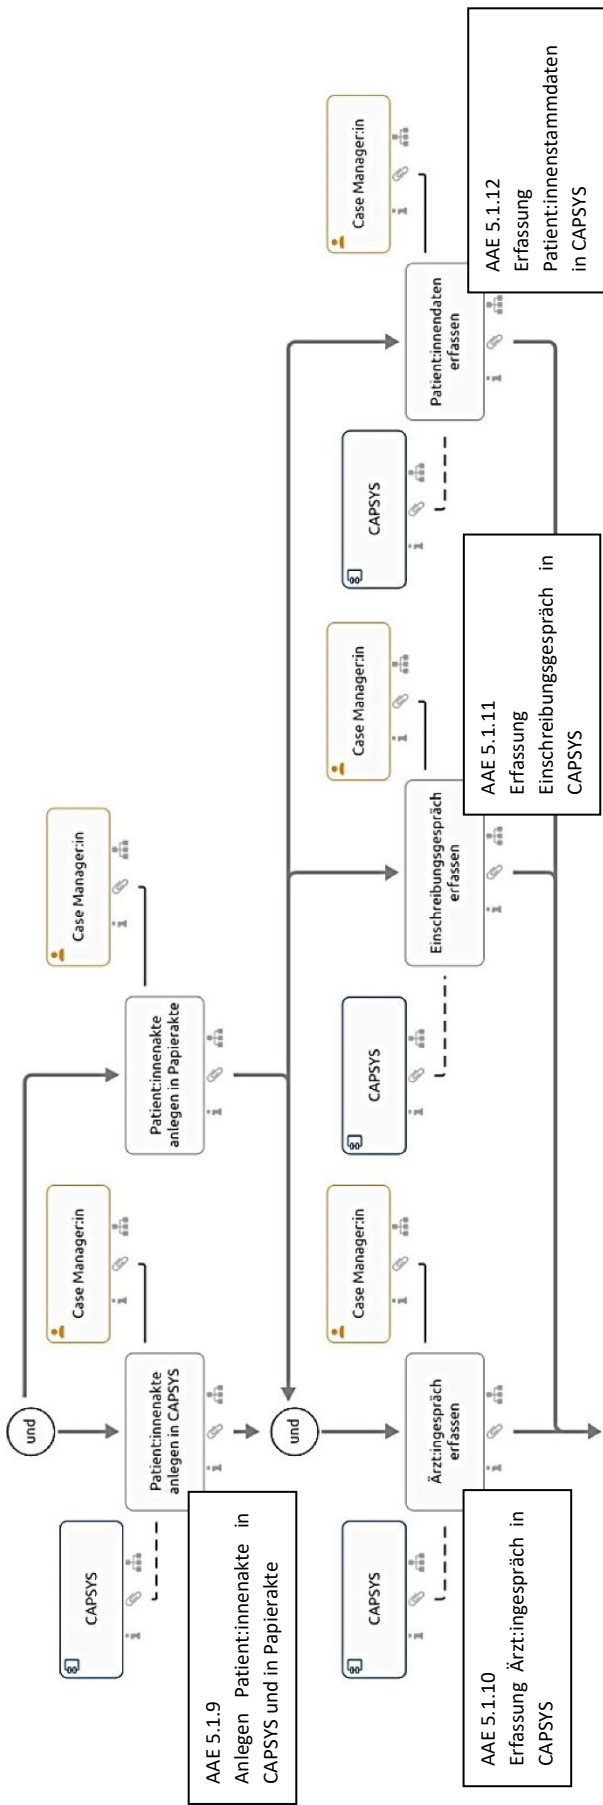 und
CAPSYS
Patient:innenakte
anlegen in CAPSYS
Case Manager:in
Patient:innenakte
anlegen in Papierakte
Case Manager:in
AAE 5.1.9
Anlegen Patient:innenakte in
CAPSYS und in Papierakte
und
CAPSYS
Ärzt:ingespräch
erfassen
Case Manager:in
CAPSYS
Einschreibungsgespräch
erfassen
Case Manager:in
CAPSYS
Patient:innendaten
erfassen
Case Manager:in
AAE 5.1.10
Erfassung Ärzt:ingespräch in
CAPSYS
AAE 5.1.11
Erfassung
Einschreibungsgespräch in
CAPSYS
AAE 5.1.12
Erfassung
Patient:innenstammdaten
in CAPSYS